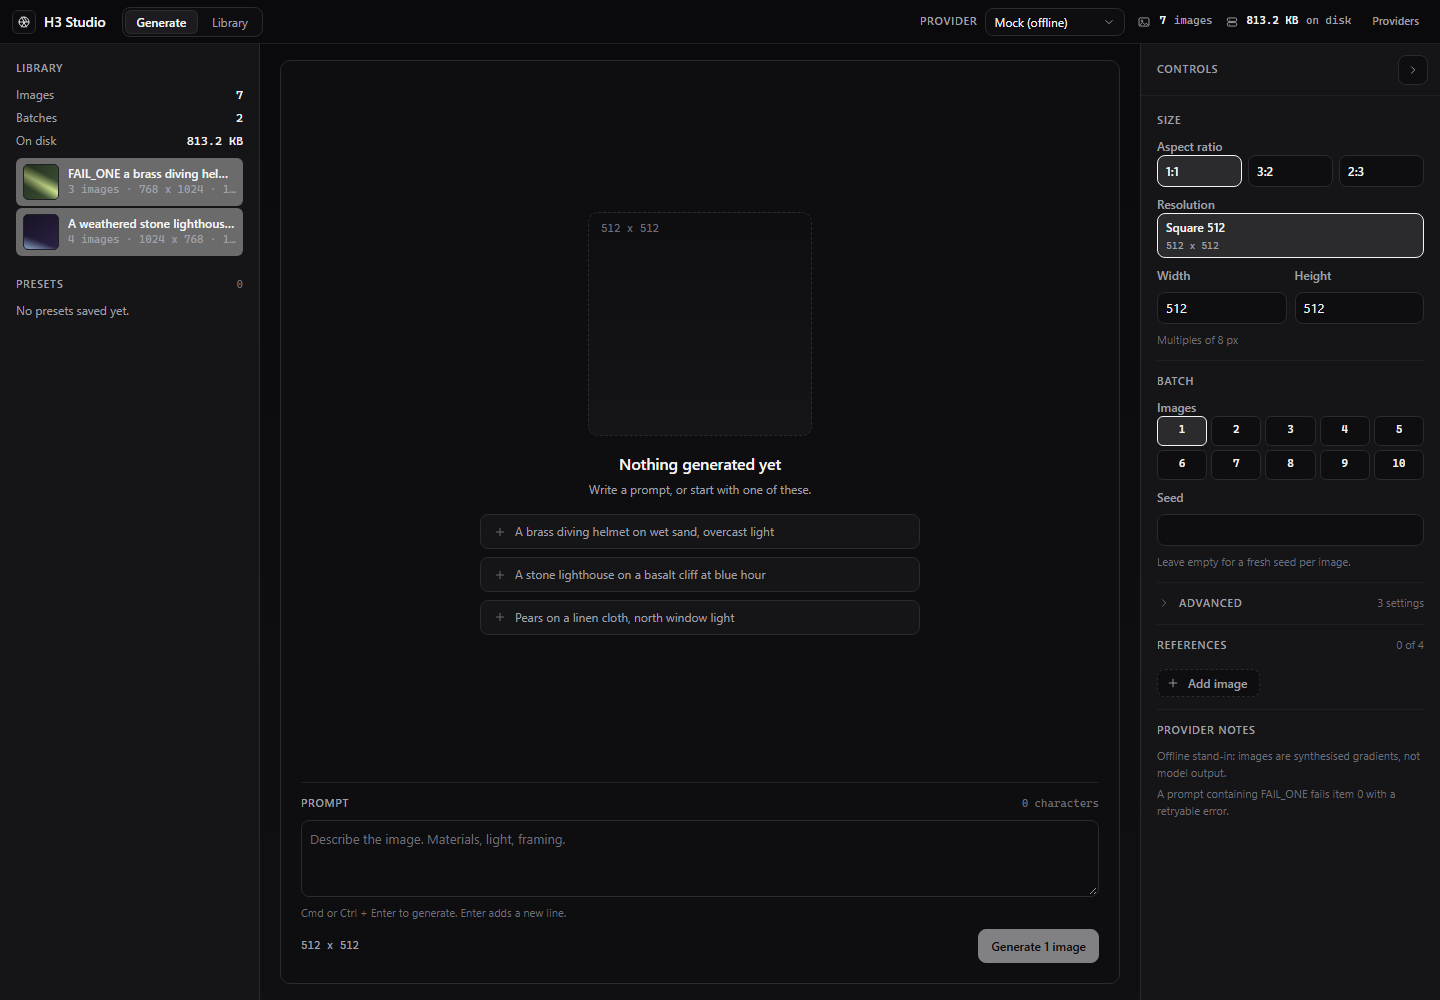 H3 Studio
Generate
Library
PROVIDER
Mock (offline)
7 images
813.2 KB on disk
Providers
LIBRARY
Images 7
Batches 2
On disk 813.2 KB
FAIL_ONE a brass diving hel...
3 images · 768 x 1024 · 1...
A weathered stone lighthous...
4 images · 1024 x 768 · 1...
PRESETS 0
No presets saved yet.
512 x 512
Nothing generated yet
Write a prompt, or start with one of these.
A brass diving helmet on wet sand, overcast light
A stone lighthouse on a basalt cliff at blue hour
Pears on a linen cloth, north window light
PROMPT 0 characters
Describe the image. Materials, light, framing.
Cmd or Ctrl + Enter to generate. Enter adds a new line.
512 x 512
Generate 1 image
CONTROLS
SIZE
Aspect ratio
1:1 3:2 2:3
Resolution
Square 512
512 x 512
Width Height
512 512
Multiples of 8 px
BATCH
Images
1 2 3 4 5
6 7 8 9 10
Seed
Leave empty for a fresh seed per image.
ADVANCED 3 settings
REFERENCES 0 of 4
Add image
PROVIDER NOTES
Offline stand-in: images are synthesised gradients, not
model output.
A prompt containing FAIL_ONE fails item 0 with a
retryable error.